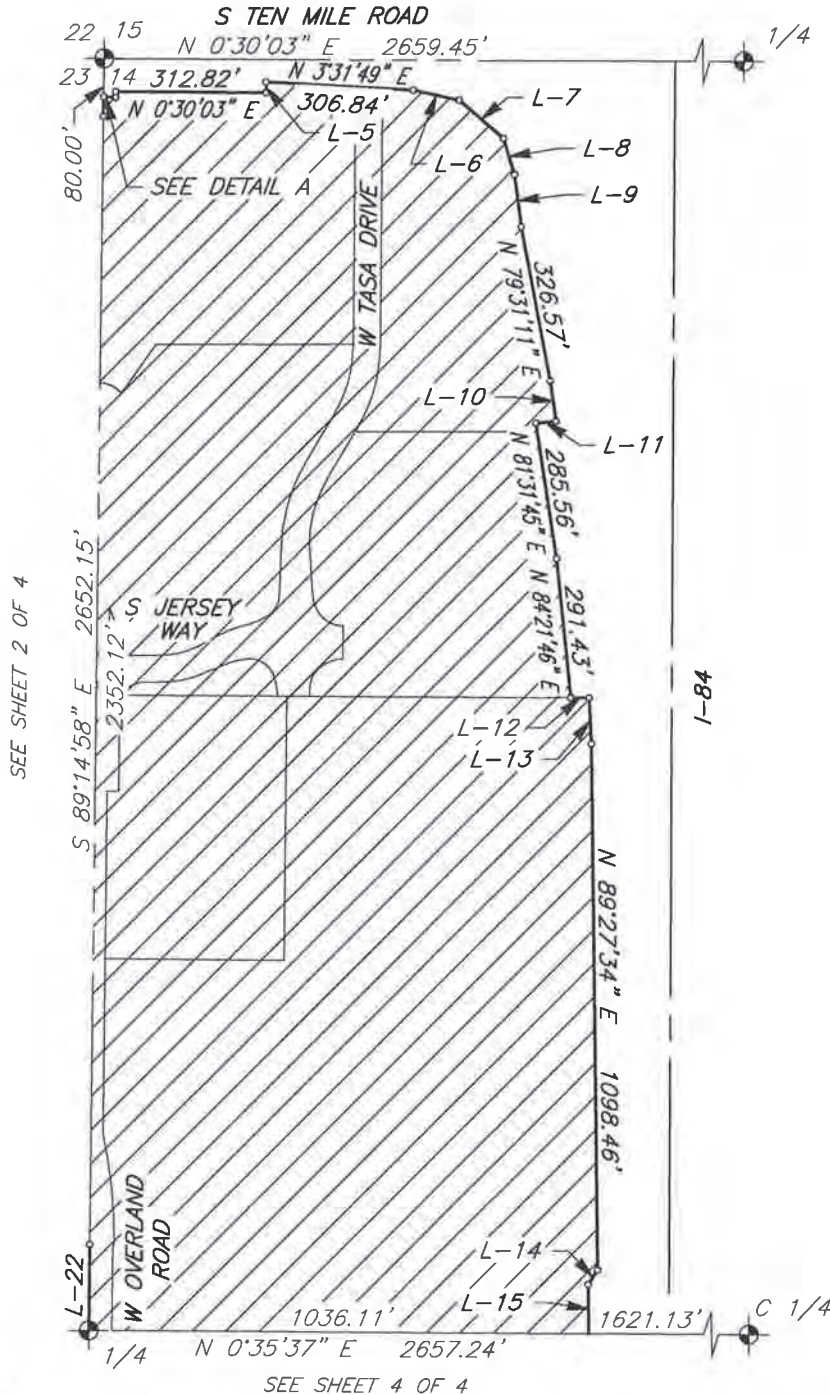 S TEN MILE ROAD
22 15
N 0°30'03" E 2659.45'
1/4
23 14
312.82'
N 3°31'49" E
N 0°30'03" E
306.84'
L-5
L-7
L-6
L-8
L-9
80.00'
SEE DETAIL A
W TASA DRIVE
326.57'
N 79°31'11" E
L-10
L-11
285.56'
N 81°31'45" E
291.43'
N 84°21'46" E
S JERSEY
WAY
SEE SHEET 2 OF 4
S 89°14'58" E 2652.15'
2352.12'
I-84
L-12
L-13
N 89°27'34" E 1098.46'
L-22
W OVERLAND
ROAD
L-14
L-15
1036.11'
1621.13'
C 1/4
1/4
N 0°35'37" E 2657.24'
SEE SHEET 4 OF 4